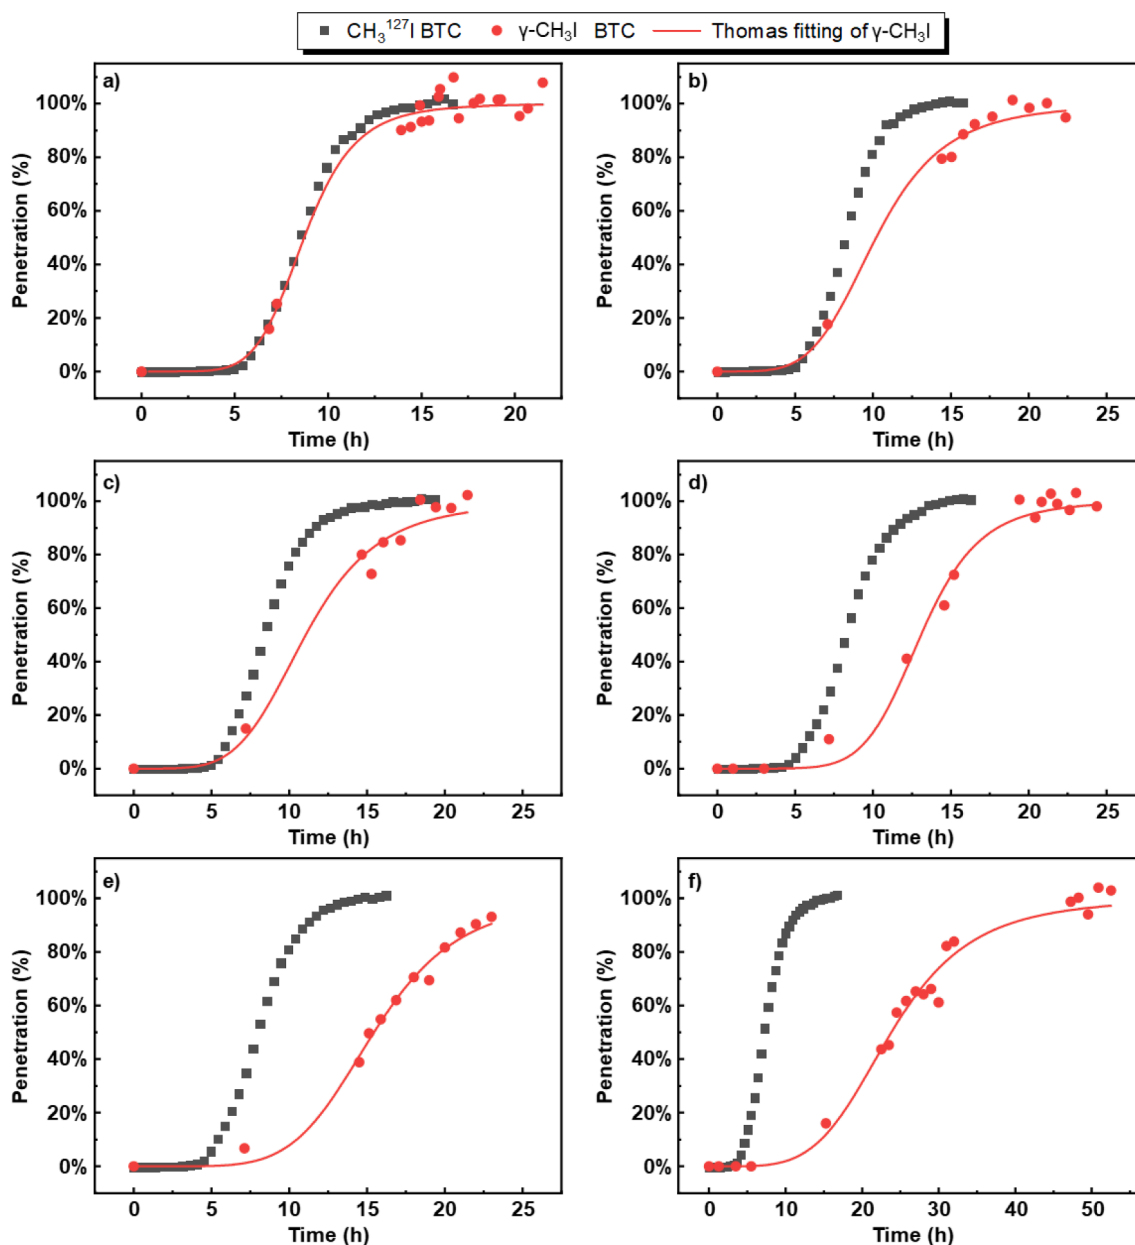 CH₃¹²⁷I BTC γ-CH₃I BTC Thomas fitting of γ-CH₃I
a)
100%
80%
60%
40%
20%
0%
Penetration (%)
0 5 10 15 20
Time (h)
b)
100%
80%
60%
40%
20%
0%
Penetration (%)
0 5 10 15 20 25
Time (h)
c)
100%
80%
60%
40%
20%
0%
Penetration (%)
0 5 10 15 20 25
Time (h)
d)
100%
80%
60%
40%
20%
0%
Penetration (%)
0 5 10 15 20 25
Time (h)
e)
100%
80%
60%
40%
20%
0%
Penetration (%)
0 5 10 15 20 25
Time (h)
f)
100%
80%
60%
40%
20%
0%
Penetration (%)
0 10 20 30 40 50
Time (h)